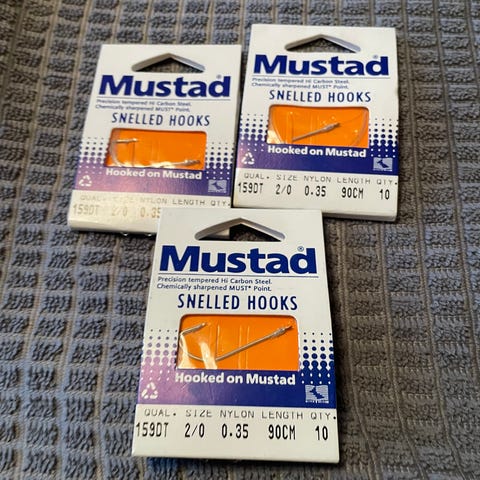 Mustad®
Precision tempered Hi Carbon Steel.
Chemically sharpened MUST® Point.
SNELLED HOOKS
Hooked on Mustad
QUAL. SIZE NYLON LENGTH QTY.
159DT 2/0 0.35
Mustad®
Precision tempered Hi Carbon Steel.
Chemically sharpened MUST® Point.
SNELLED HOOKS
Hooked on Mustad
QUAL. SIZE NYLON LENGTH QTY.
159DT 2/0 0.35 90CM 10
Mustad®
Precision tempered Hi Carbon Steel.
Chemically sharpened MUST® Point.
SNELLED HOOKS
Hooked on Mustad
QUAL. SIZE NYLON LENGTH QTY.
159DT 2/0 0.35 90CM 10